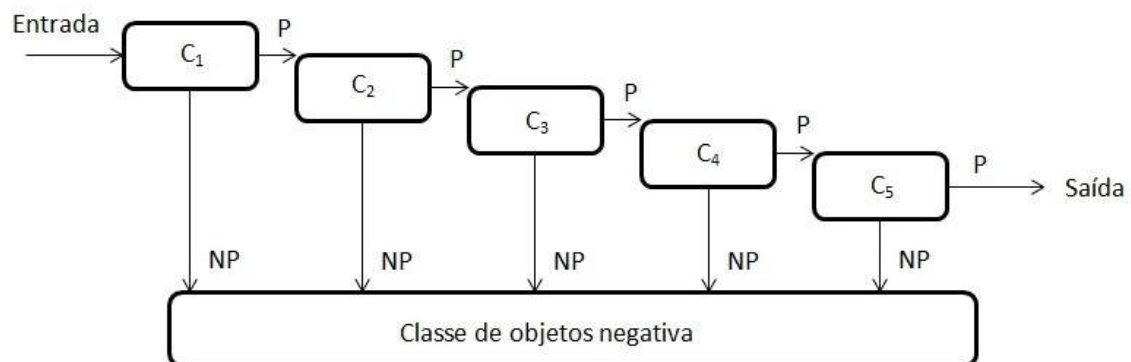 Entrada
C₁
P
C₂
P
C₃
P
C₄
P
C₅
P
Saída
NP
NP
NP
NP
NP
Classe de objetos negativa